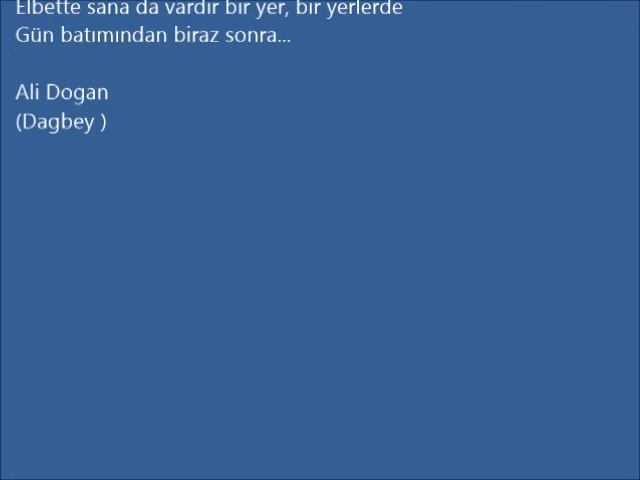 Elbette sana da vardır bir yer, bir yerlerde
Gün batımından biraz sonra...
Ali Dogan
(Dagbey )